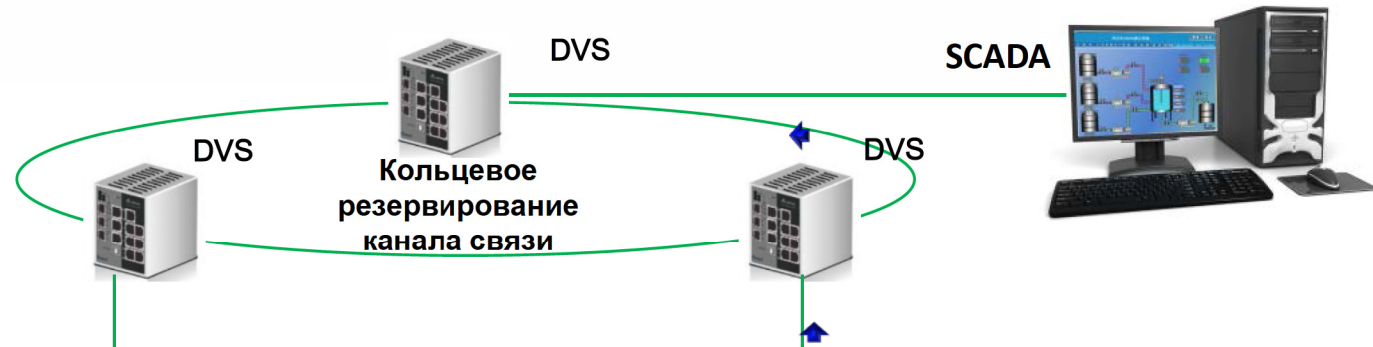 DVS
SCADA
DVS
DVS
Кольцевое
резервирование
канала связи